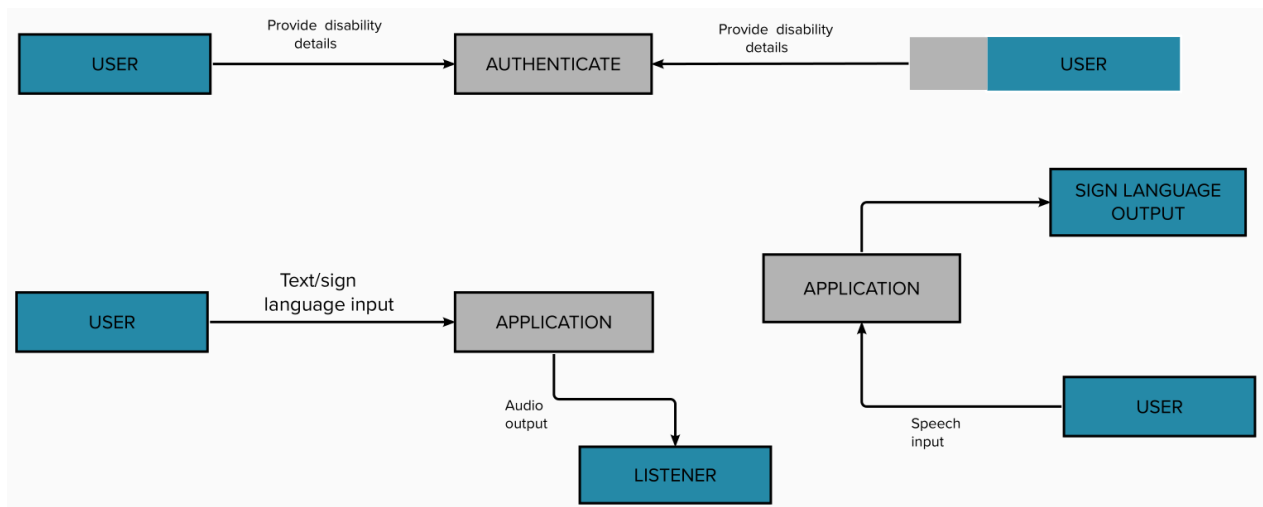 Provide disability
details
Provide disability
details
USER
AUTHENTICATE
USER
SIGN LANGUAGE
OUTPUT
Text/sign
language input
APPLICATION
USER
APPLICATION
Audio
output
Speech
input
USER
LISTENER